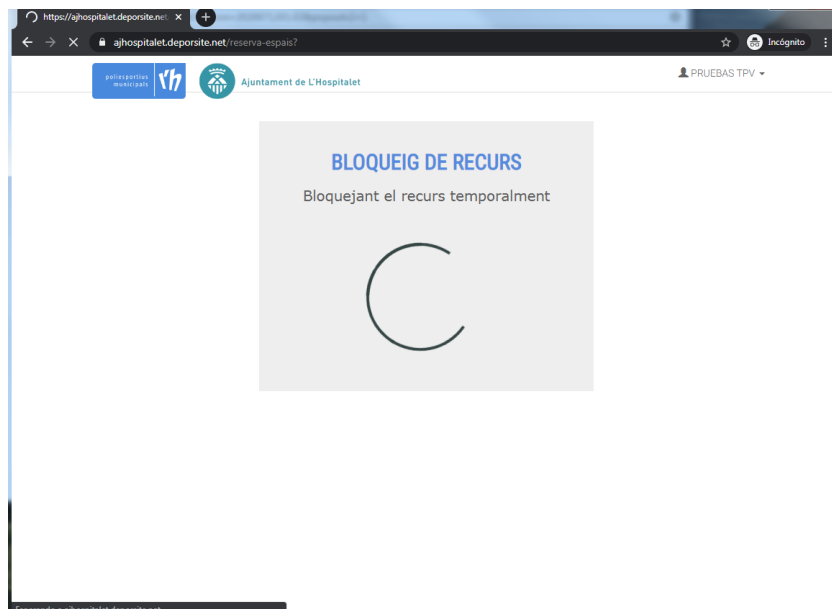 https://ajhospitalet.deporsite.net
ajhospitalet.deporsite.net/reserva-espais?
Incógnito
poliesportius
municipals
l'h
Ajuntament de L'Hospitalet
PRUEBAS TPV
BLOQUEIG DE RECURS
Bloquejant el recurs temporalment